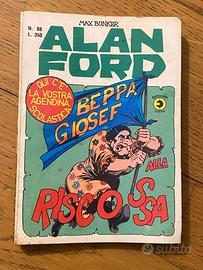 MAX BUNKER
N. 88
L. 350
ALAN
FORD
QUI C'È
LA VOSTRA
AGENDINA
SCOLASTICA
BEPPA
GIOSEF
ALLA
RISCOSSA
subito